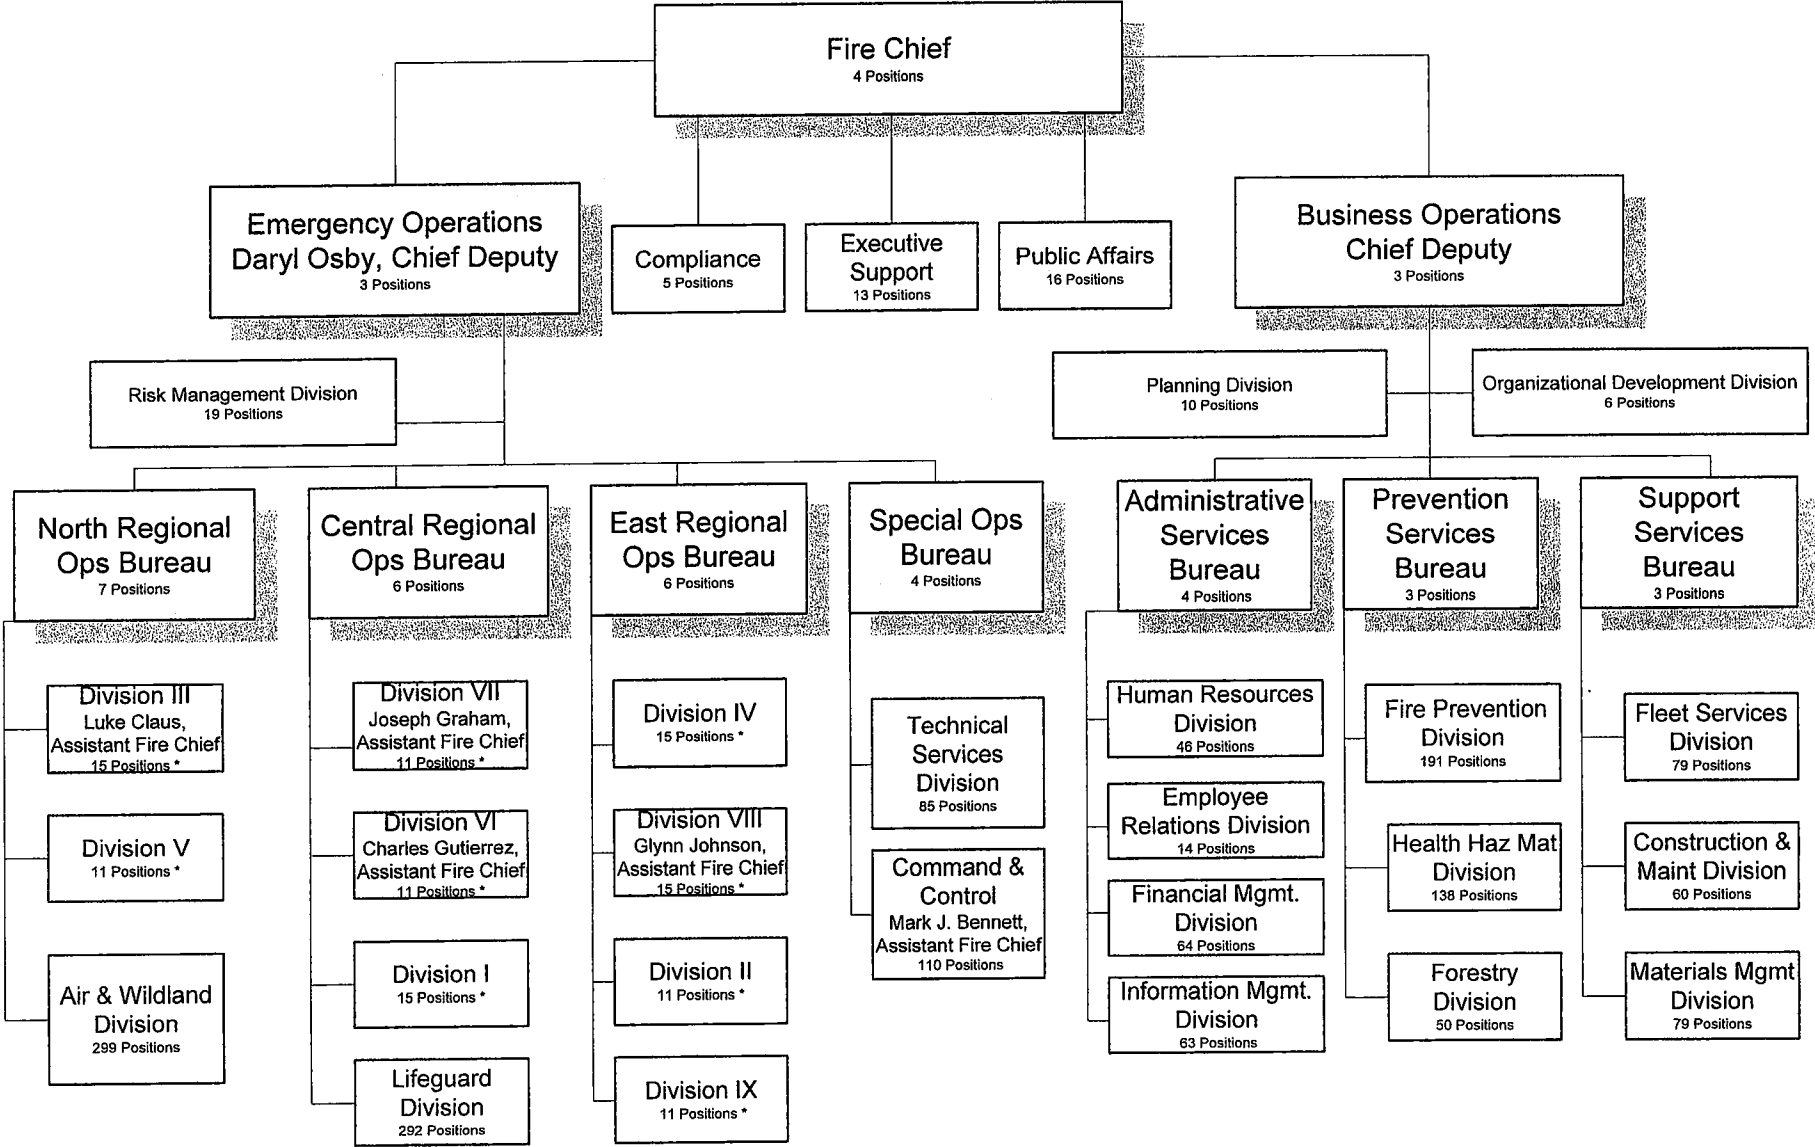 Fire Chief
4 Positions
Emergency Operations
Daryl Osby, Chief Deputy
3 Positions
Compliance
5 Positions
Executive
Support
13 Positions
Public Affairs
16 Positions
Business Operations
Chief Deputy
3 Positions
Risk Management Division
19 Positions
Planning Division
10 Positions
Organizational Development Division
6 Positions
North Regional
Ops Bureau
7 Positions
Central Regional
Ops Bureau
6 Positions
East Regional
Ops Bureau
6 Positions
Special Ops
Bureau
4 Positions
Administrative
Services
Bureau
4 Positions
Prevention
Services
Bureau
3 Positions
Support
Services
Bureau
3 Positions
Division III
Luke Claus,
Assistant Fire Chief
15 Positions *
Division V
11 Positions *
Air & Wildland
Division
299 Positions
Division VII
Joseph Graham,
Assistant Fire Chief
11 Positions *
Division VI
Charles Gutierrez,
Assistant Fire Chief
11 Positions *
Division I
15 Positions *
Lifeguard
Division
292 Positions
Division IV
15 Positions *
Division VIII
Glynn Johnson,
Assistant Fire Chief
15 Positions *
Division II
11 Positions *
Division IX
11 Positions *
Technical
Services
Division
85 Positions
Command &
Control
Mark J. Bennett,
Assistant Fire Chief
110 Positions
Human Resources
Division
46 Positions
Employee
Relations Division
14 Positions
Financial Mgmt.
Division
64 Positions
Information Mgmt.
Division
63 Positions
Fire Prevention
Division
191 Positions
Health Haz Mat
Division
138 Positions
Forestry
Division
50 Positions
Fleet Services
Division
79 Positions
Construction &
Maint Division
60 Positions
Materials Mgmt
Division
79 Positions